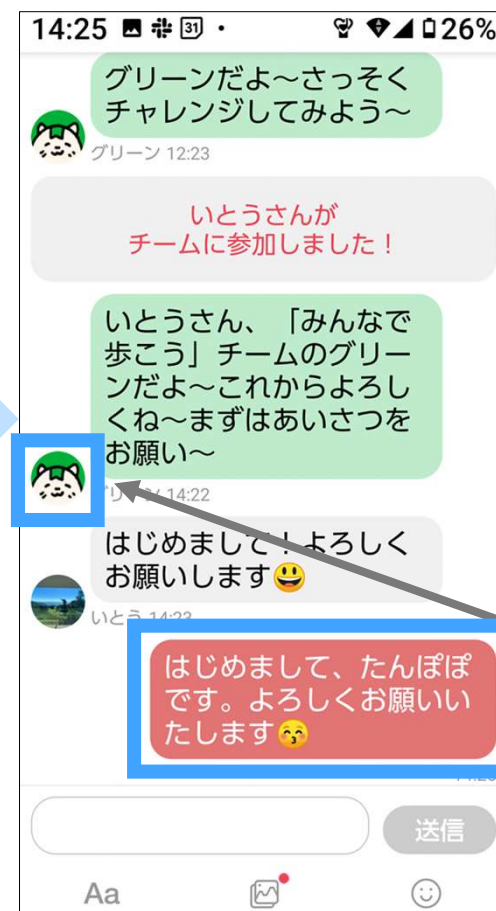 14:25 31 26%
グリーンだよ～さっそく
チャレンジしてみよう～
グリーン 12:23
いとうさんが
チームに参加しました！
いとうさん、「みんなで
歩こう」チームのグリー
ンだよ～これからよろし
くね～まずはあいさつを
お願い～
14:22
はじめまして！よろしく
お願いします😃
いとう 14:23
はじめまして、たんぽぽ
です。よろしくお願いい
たします😚
送信
Aa